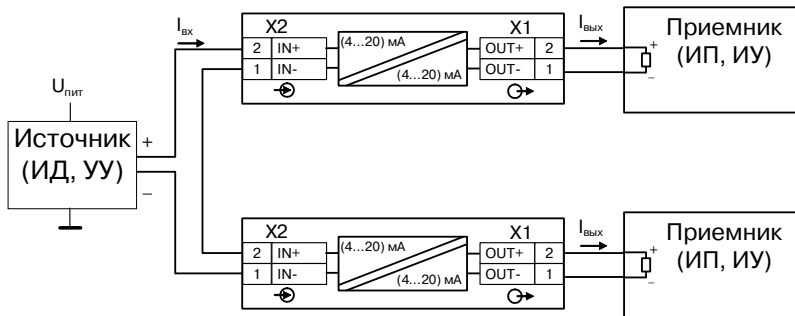 Iвх
X2
X1
Iвых
Приемник
(ИП, ИУ)
2 IN+
(4...20) мА
OUT+ 2
+
1 IN-
(4...20) мА
OUT- 1
–
Uпит
Источник
(ИД, УУ)
+
–
X2
X1
Iвых
Приемник
(ИП, ИУ)
2 IN+
(4...20) мА
OUT+ 2
+
1 IN-
(4...20) мА
OUT- 1
–